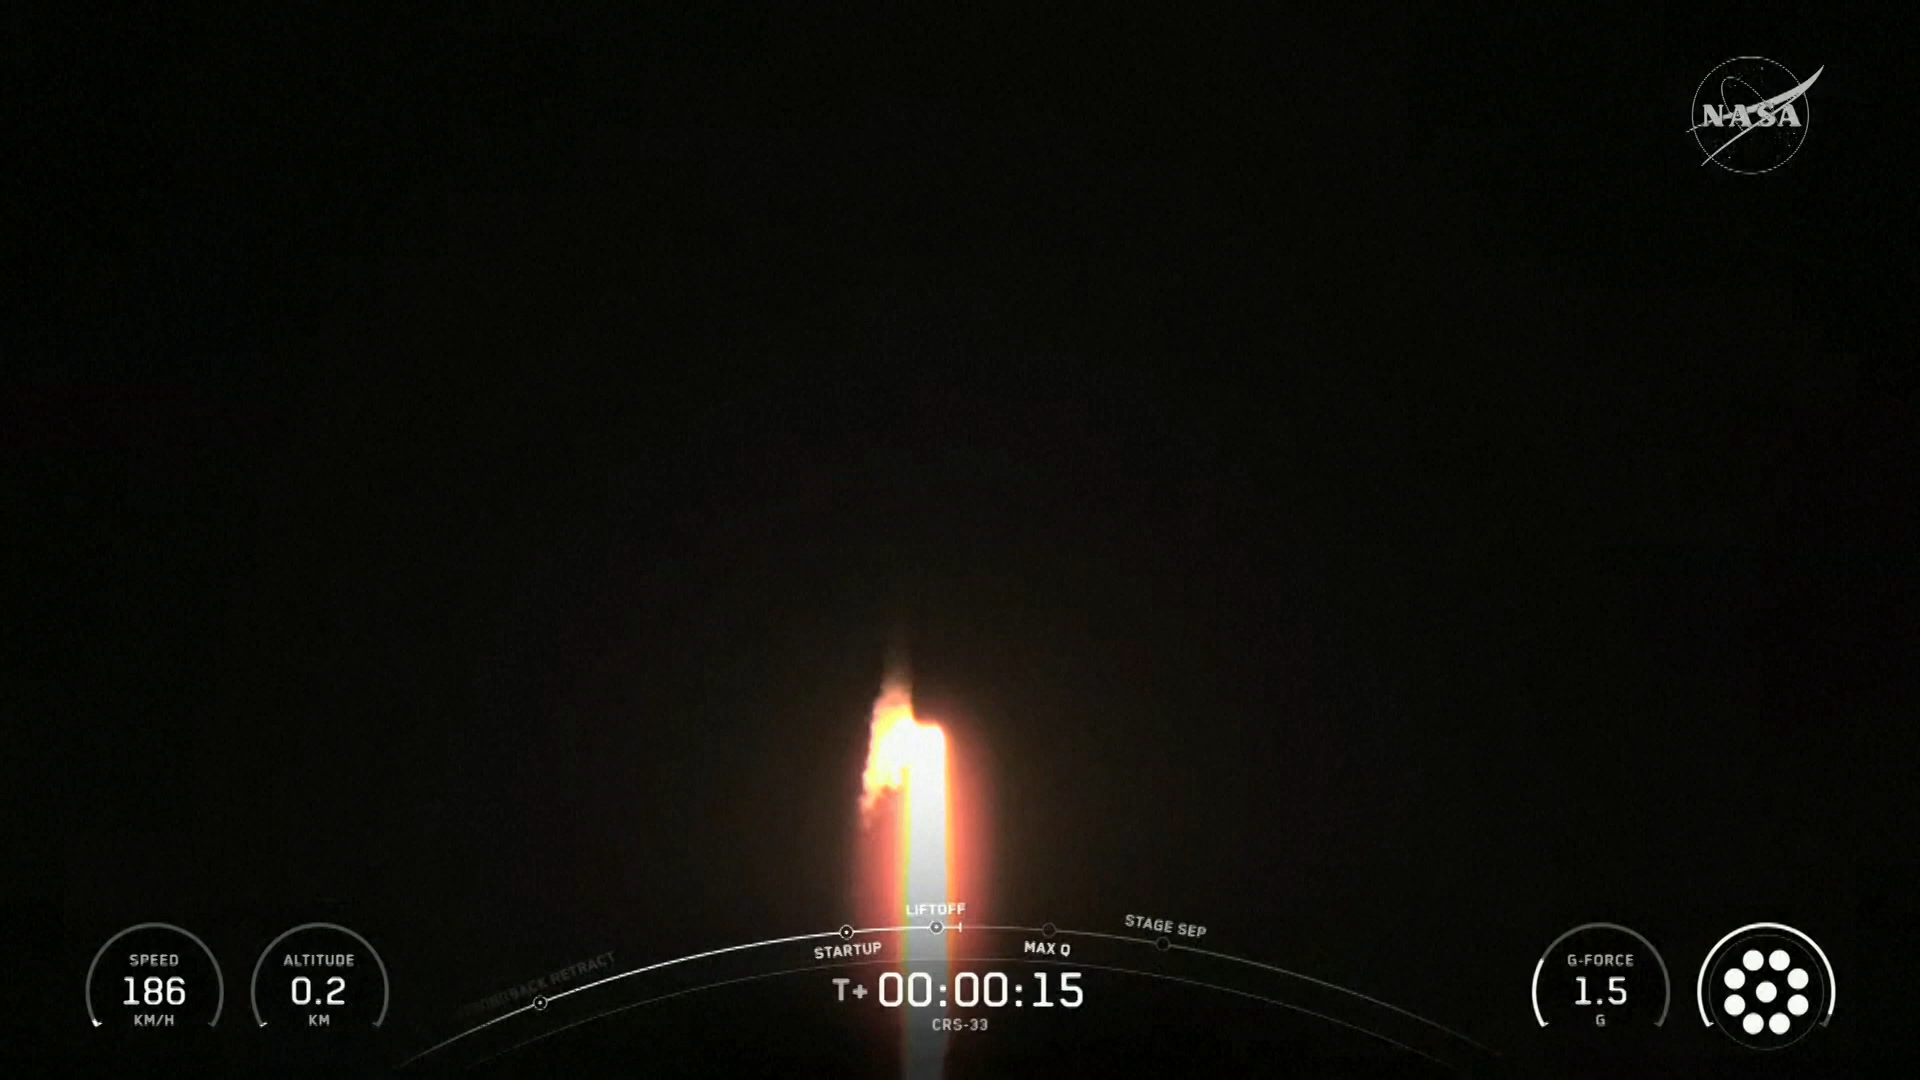 NASA
LIFTOFF
STAGE SEP
STARTUP
MAX Q
RETRACT
SPEED
186
KM/H
ALTITUDE
0.2
KM
T+ 00:00:15
CRS-33
G-FORCE
1.5
G